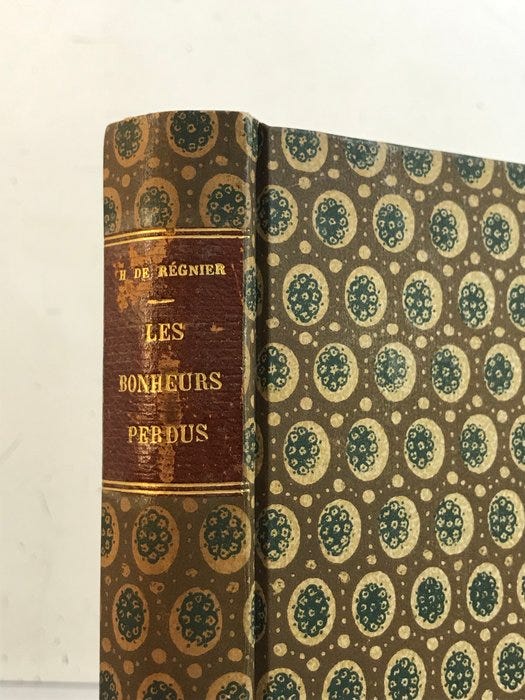 H DE RÉGNIER
LES
BONHEURS
PERDUS